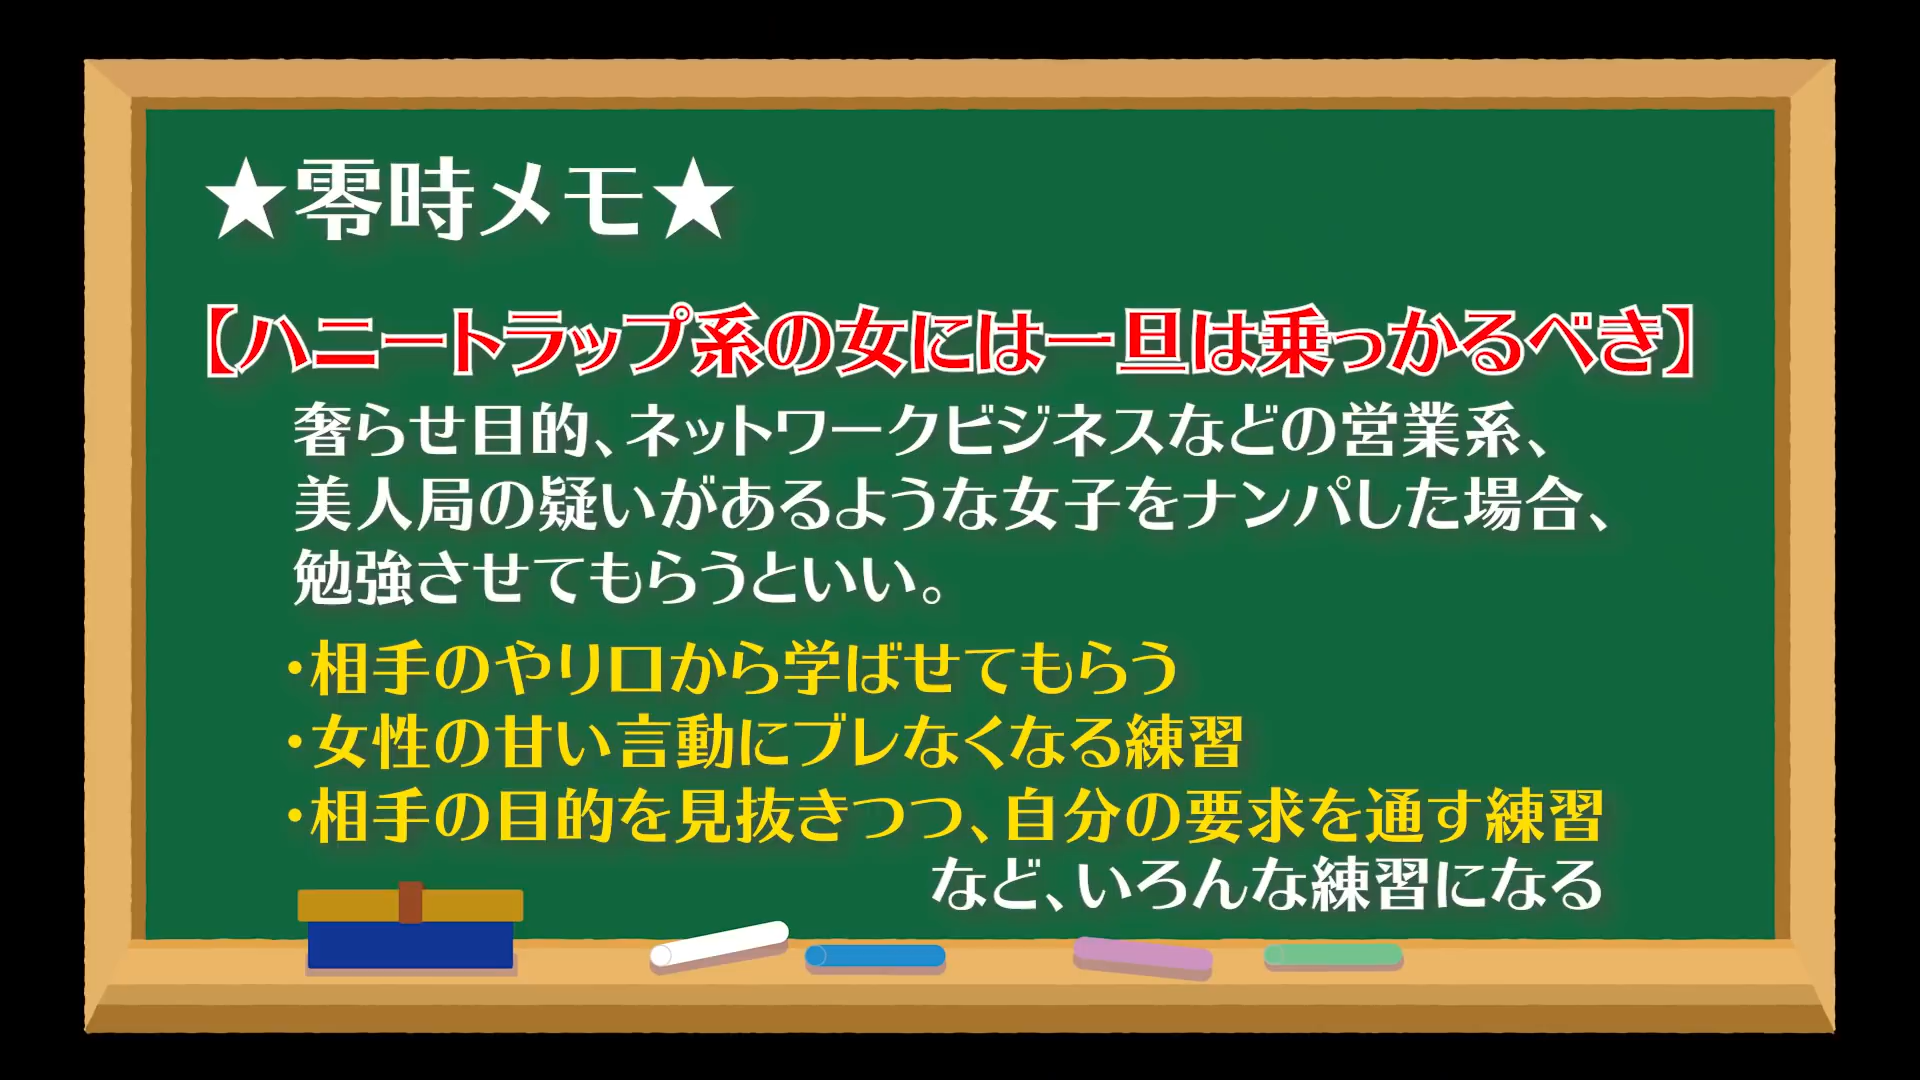 ★零時メモ★
【ハニートラップ系の女には一旦は乗っかるべき】
奢らせ目的、ネットワークビジネスなどの営業系、
美人局の疑いがあるような女子をナンパした場合、
勉強させてもらうといい。
・相手のやり口から学ばせてもらう
・女性の甘い言動にブレなくなる練習
・相手の目的を見抜きつつ、自分の要求を通す練習
など、いろんな練習になる